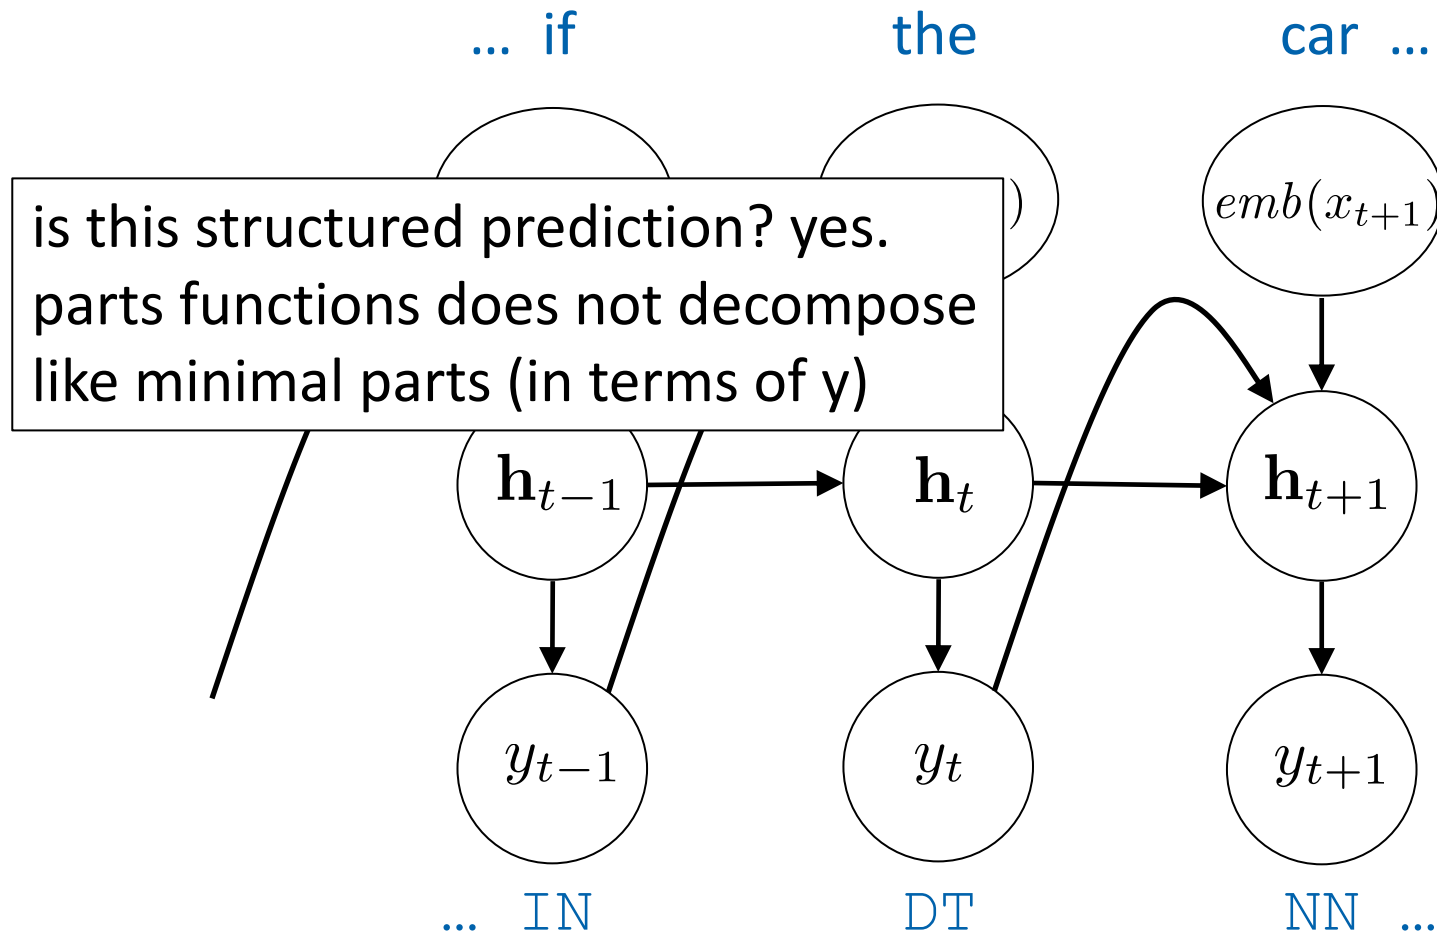 ... if the car ...
) emb(x_{t+1})
is this structured prediction? yes.
parts functions does not decompose
like minimal parts (in terms of y)
h_{t−1} h_t h_{t+1}
y_{t−1} y_t y_{t+1}
... IN DT NN ...